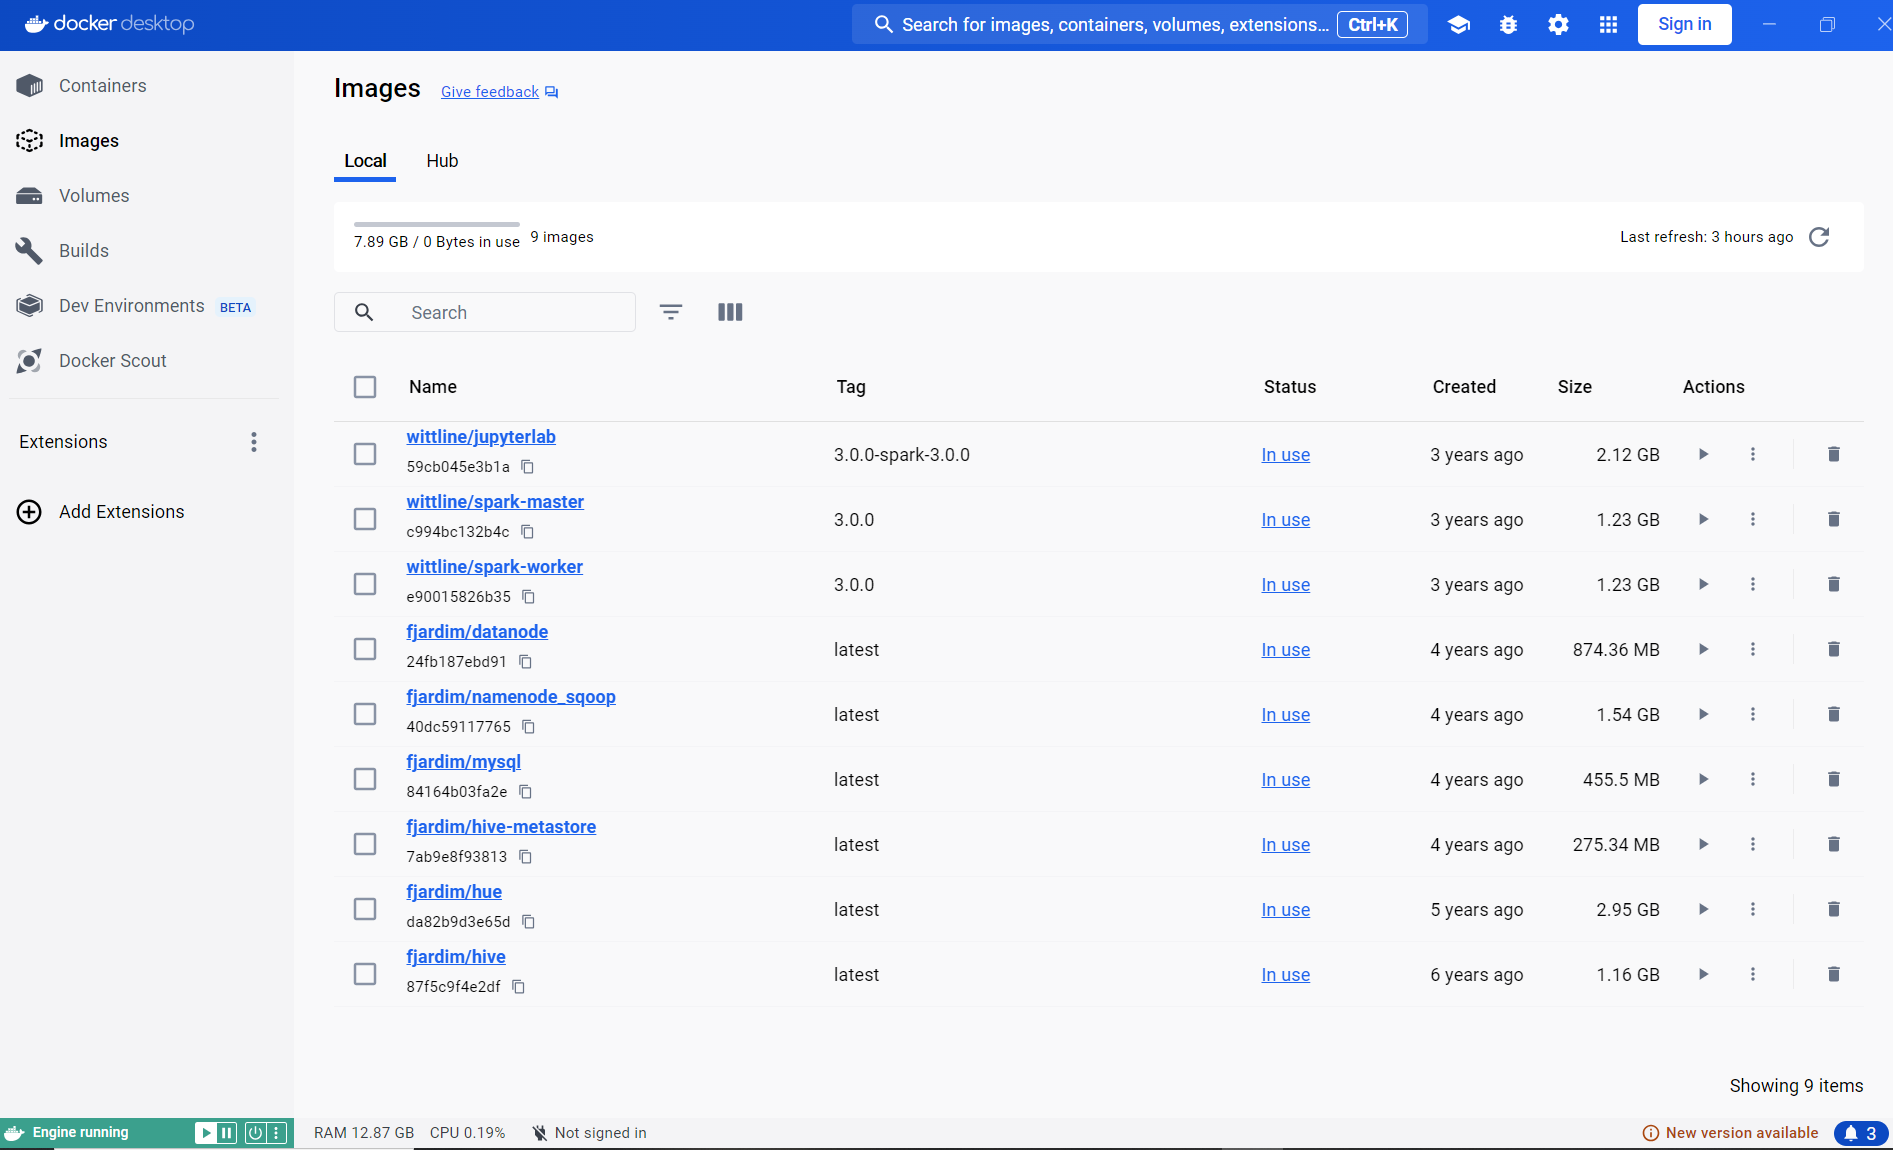 docker desktop
Search for images, containers, volumes, extensions... Ctrl+K
Sign in
Containers
Images
Volumes
Builds
Dev Environments BETA
Docker Scout
Extensions
Add Extensions
Images Give feedback
Local Hub
7.89 GB / 0 Bytes in use 9 images
Last refresh: 3 hours ago
Search
Name Tag Status Created Size Actions
wittline/jupyterlab
59cb045e3b1a
3.0.0-spark-3.0.0 In use 3 years ago 2.12 GB
wittline/spark-master
c994bc132b4c
3.0.0 In use 3 years ago 1.23 GB
wittline/spark-worker
e90015826b35
3.0.0 In use 3 years ago 1.23 GB
fjardim/datanode
24fb187ebd91
latest In use 4 years ago 874.36 MB
fjardim/namenode_sqoop
40dc59117765
latest In use 4 years ago 1.54 GB
fjardim/mysql
84164b03fa2e
latest In use 4 years ago 455.5 MB
fjardim/hive-metastore
7ab9e8f93813
latest In use 4 years ago 275.34 MB
fjardim/hue
da82b9d3e65d
latest In use 5 years ago 2.95 GB
fjardim/hive
87f5c9f4e2df
latest In use 6 years ago 1.16 GB
Showing 9 items
Engine running
RAM 12.87 GB CPU 0.19% Not signed in
New version available 3